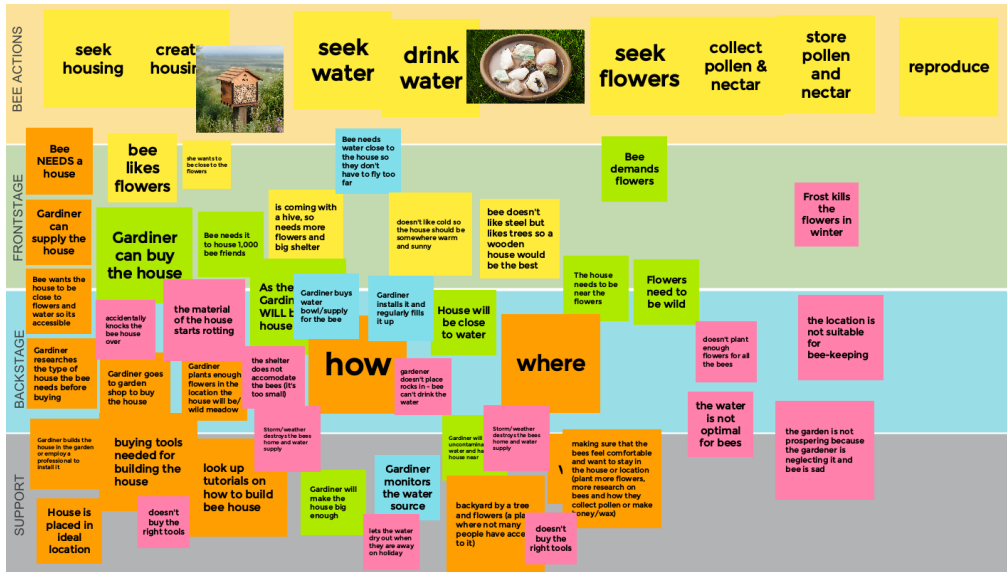 BEE ACTIONS
seek
housing
creat
housin
seek
water
drink
water
seek
flowers
collect
pollen &
nectar
store
pollen
and
nectar
reproduce
FRONTSTAGE
Bee
NEEDS a
house
bee
likes
flowers
she wants to
be close to the
flowers
Bee needs
water close to
the house so
they don't
have to fly too
far
Bee
demands
flowers
Frost kills
the
flowers in
winter
Gardiner
can
supply the
house
Gardiner
can buy
the house
Bee needs it
to house 1,000
bee friends
is coming with
a hive, so
needs more
flowers and
big shelter
doesn't like cold so
the house should be
somewhere warm
and sunny
bee doesn't
like steel but
likes trees so a
wooden
house would
be the best
Bee wants the
house to be
close to
flowers and
water so its
accessible
As the
Gardin
WILL b
house
The house
needs to be
near the
flowers
Flowers
need to
be wild
BACKSTAGE
accidentally
knocks the
bee house
over
the material of
the house
starts rotting
Gardiner buys
water
bowl/supply
for the bee
Gardiner
installs it and
regularly fills
it up
House will
be close
to water
how
where
doesn't plant
enough
flowers for all
the bees
the location is
not suitable
for
bee-keeping
Gardiner
researches
the type of
house the bee
needs before
buying
Gardiner goes
to garden
shop to buy
the house
Gardiner
plants enough
flowers in the
location the
house will be/
wild meadow
the shelter
does not
accomodate
the bees (it's
too small)
gardener
doesn't place
rocks in - bee
can't drink the
water
the water
is not
optimal
for bees
the garden is not
prospering because
the gardener is
neglecting it and
bee is sad
SUPPORT
Gardiner builds the
house in the garden
or employ a
professional to
install it
buying tools
needed for
building the
house
look up
tutorials on
how to build
bee house
Storm/weather
destroys the bees
home and water
supply
Gardiner will
make the
house big
enough
Gardiner
monitors
the water
source
Gardiner will
uncontamina
water and ha
house near
Storm/weather
destroys the bees
home and water
supply
making sure that the
bees feel comfortable
and want to stay in
the house or location
(plant more flowers,
more research on
bees and how they
collect pollen or make
honey/wax)
House is
placed in
ideal
location
doesn't
buy the
right tools
lets the water
dry out when
they are away
on holiday
backyard by a tree
and flowers (a pla
where not many
people have acce
to it)
doesn't
buy the
right tools